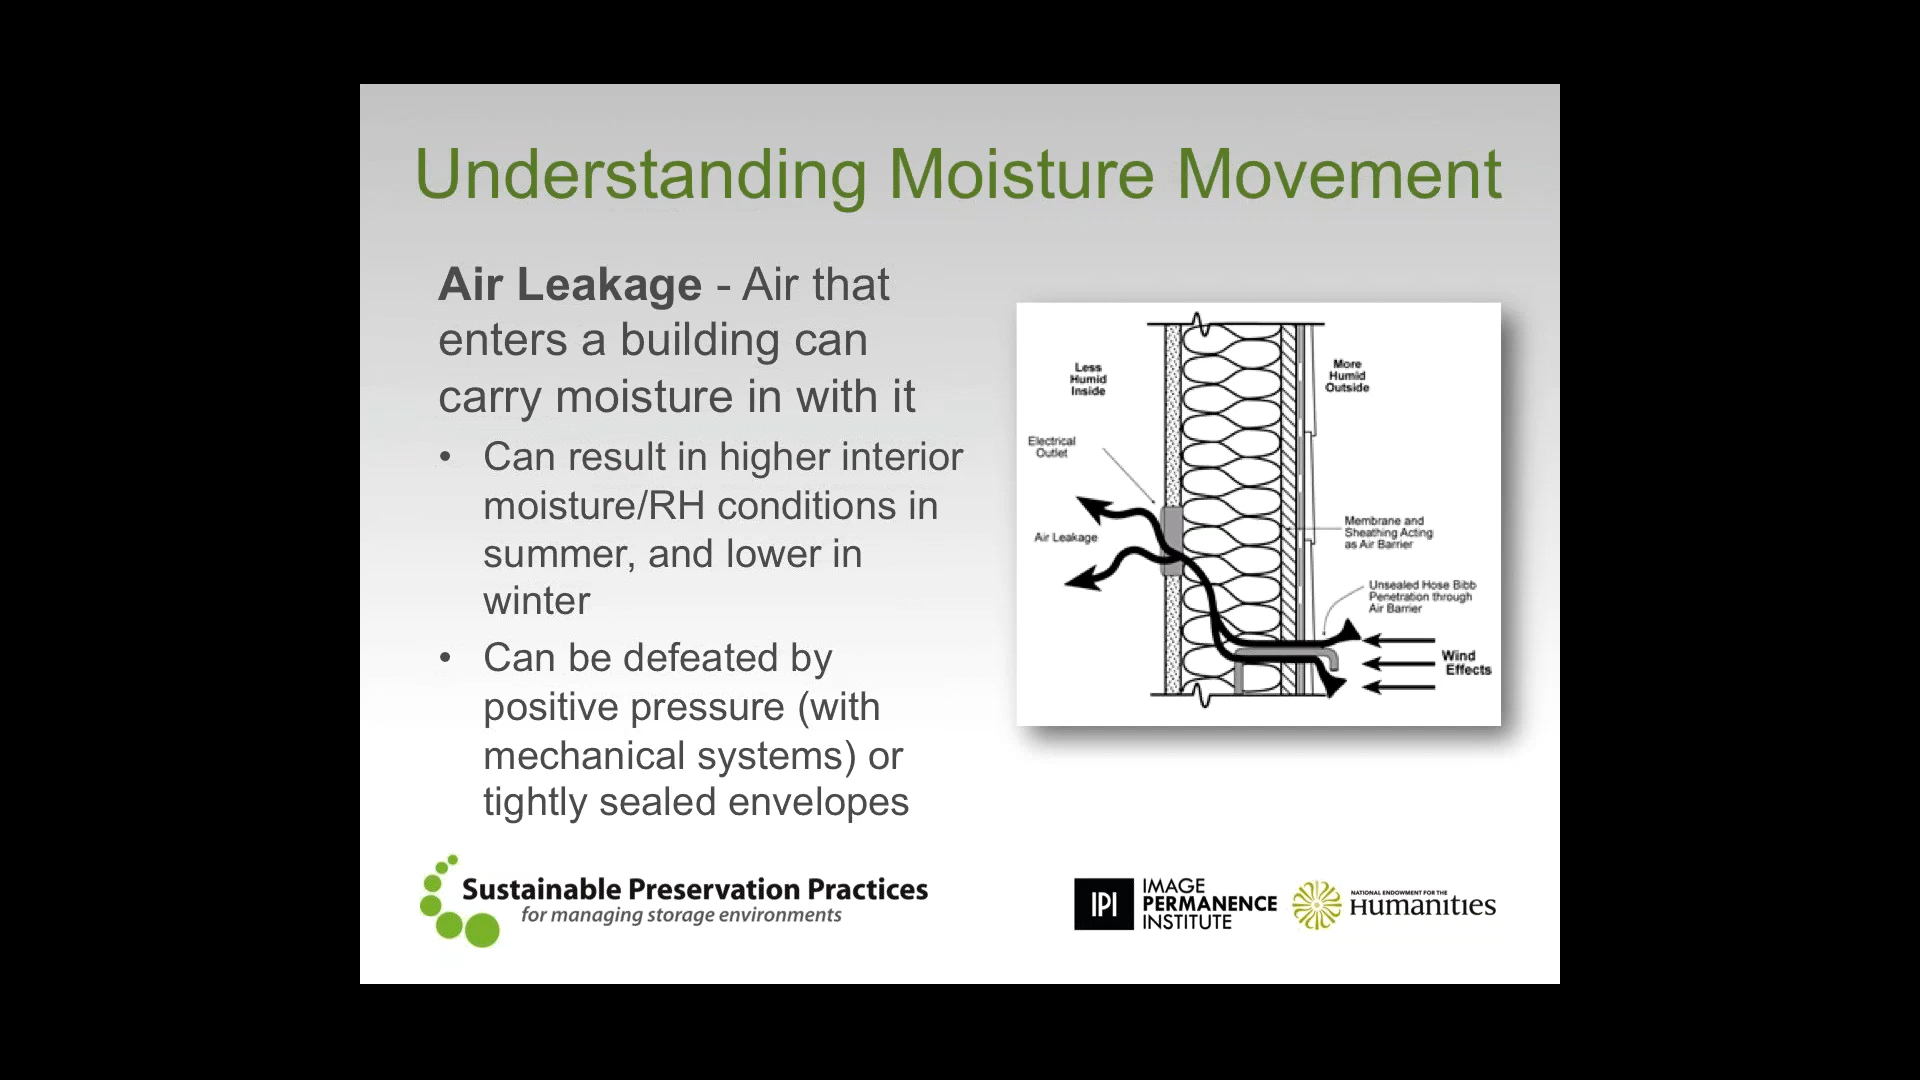 Understanding Moisture Movement
Air Leakage - Air that
enters a building can
carry moisture in with it
• Can result in higher interior
moisture/RH conditions in
summer, and lower in
winter
• Can be defeated by
positive pressure (with
mechanical systems) or
tightly sealed envelopes
Less
Humid
Inside
More
Humid
Outside
Electrical
Outlet
Air Leakage
Membrane and
Sheathing Acting
as Air Barrier
Unsealed Hose Bibb
Penetration through
Air Barrier
Wind
Effects
Sustainable Preservation Practices
for managing storage environments
IPI
IMAGE
PERMANENCE
INSTITUTE
NATIONAL ENDOWMENT FOR THE
Humanities